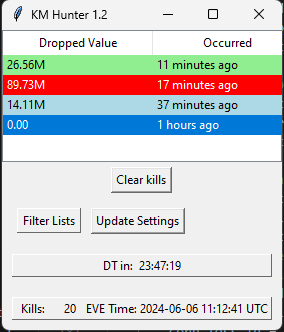 KM Hunter 1.2
Dropped Value Occurred
26.56M 11 minutes ago
89.73M 17 minutes ago
14.11M 37 minutes ago
0.00 1 hours ago
Clear kills
Filter Lists Update Settings
DT in: 23:47:19
Kills: 20 EVE Time: 2024-06-06 11:12:41 UTC